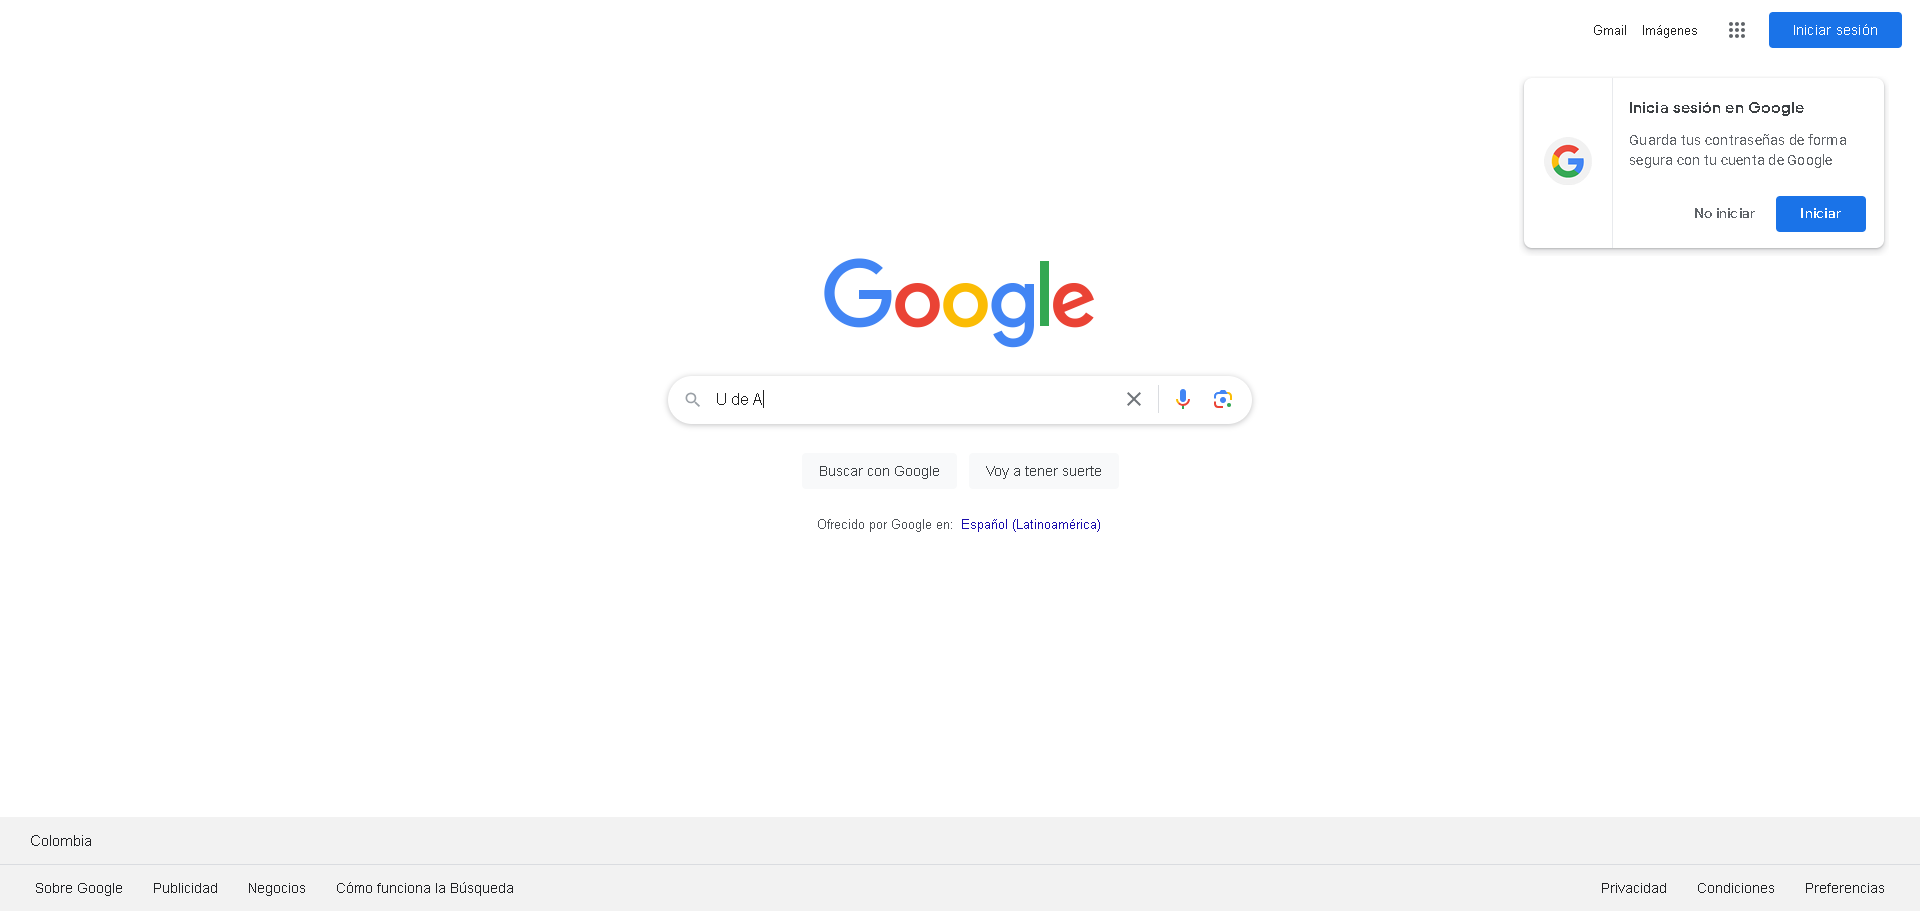 Gmail Imágenes Iniciar sesión
Inicia sesión en Google
Guarda tus contraseñas de forma
segura con tu cuenta de Google
No iniciar Iniciar
Google
U de A
Buscar con Google Voy a tener suerte
Ofrecido por Google en: Español (Latinoamérica)
Colombia
Sobre Google Publicidad Negocios Cómo funciona la Búsqueda Privacidad Condiciones Preferencias